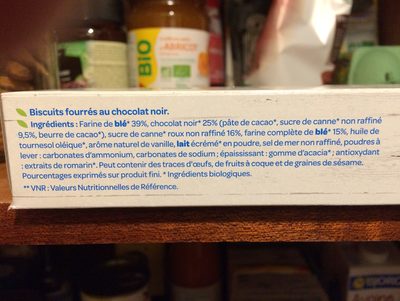 BIO
ABRICOT
AB
Biscuits fourrés au chocolat noir.
Ingrédients : Farine de blé* 39%, chocolat noir* 25% (pâte de cacao*, sucre de canne* non raffiné
9,5%, beurre de cacao*), sucre de canne* roux non raffiné 16%, farine complète de blé* 15%, huile de
tournesol oléique*, arôme naturel de vanille, lait écrémé* en poudre, sel de mer non raffiné, poudres à
lever : carbonates d'ammonium, carbonates de sodium ; épaississant : gomme d'acacia* ; antioxydant
: extraits de romarin*. Peut contenir des traces d'œufs, de fruits à coque et de graines de sésame.
Pourcentages exprimés sur produit fini. * Ingrédients biologiques.
** VNR : Valeurs Nutritionnelles de Référence.